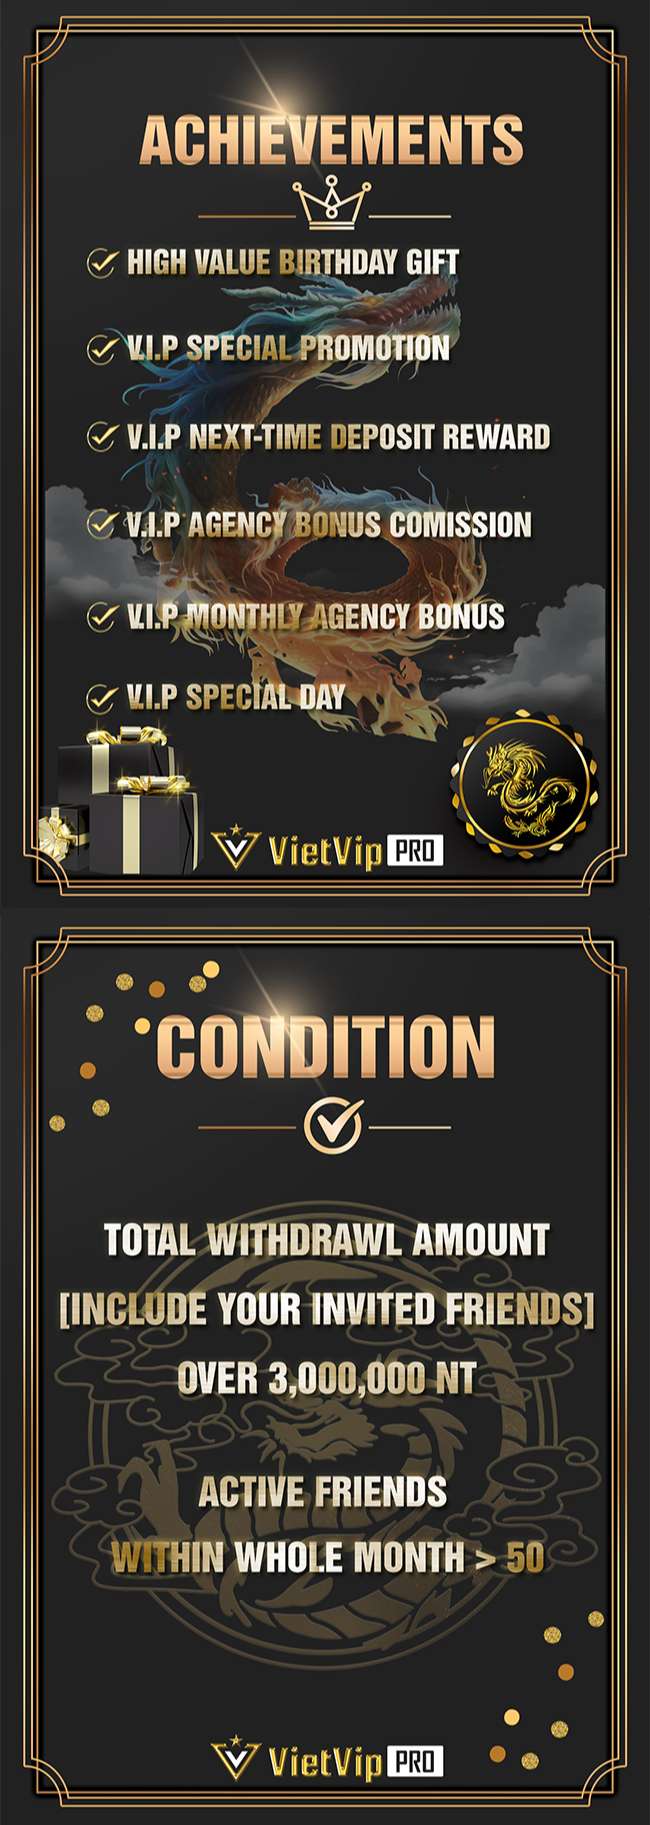 ACHIEVEMENTS
HIGH VALUE BIRTHDAY GIFT
V.I.P SPECIAL PROMOTION
V.I.P NEXT-TIME DEPOSIT REWARD
V.I.P AGENCY BONUS COMISSION
V.I.P MONTHLY AGENCY BONUS
V.I.P SPECIAL DAY
VietVip PRO
CONDITION
TOTAL WITHDRAWL AMOUNT
[INCLUDE YOUR INVITED FRIENDS]
OVER 3,000,000 NT
ACTIVE FRIENDS
WITHIN WHOLE MONTH > 50
VietVip PRO